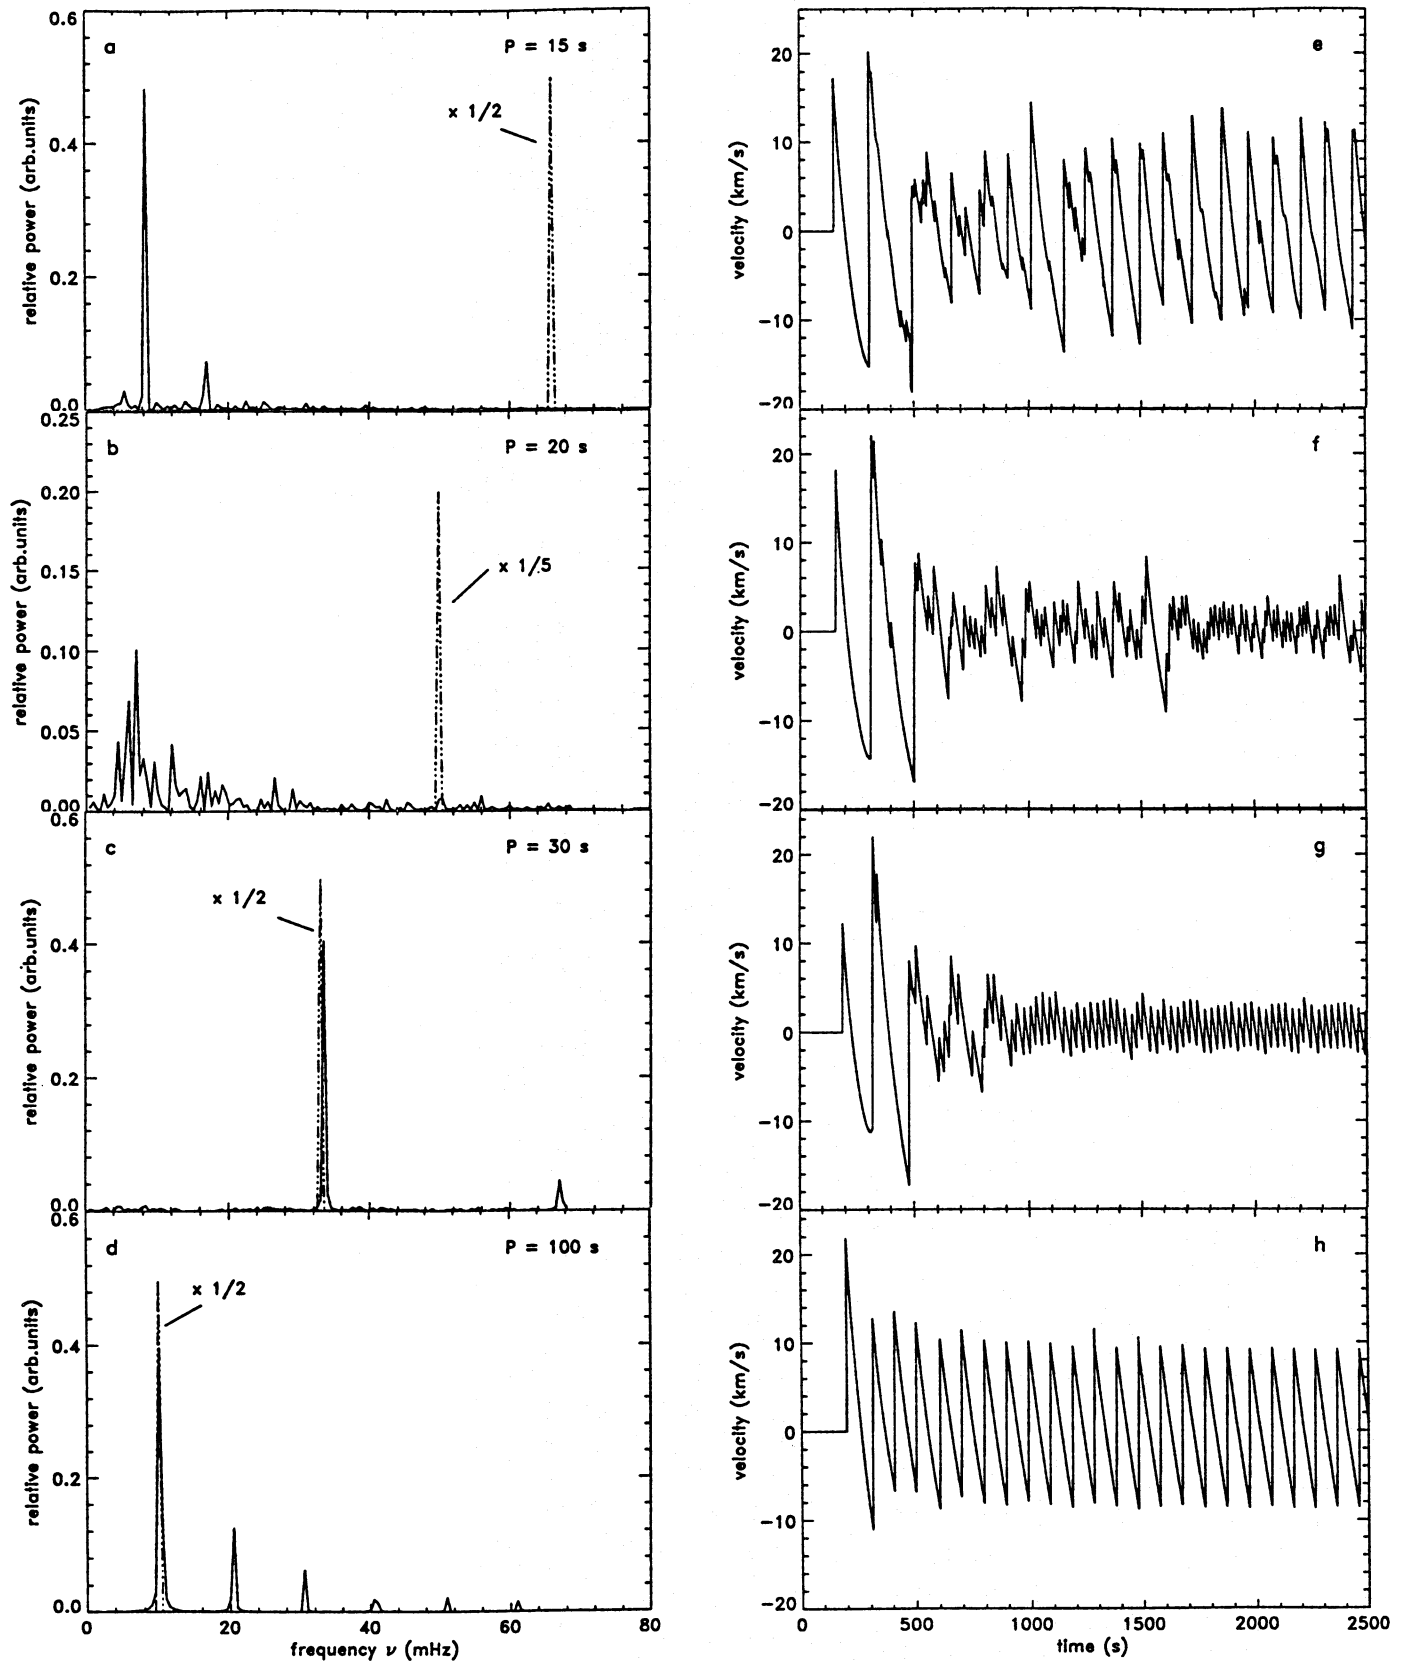 0.6
a
P = 15 s
x 1/2
0.4
0.2
0.0
relative power (arb.units)
0.25
b
P = 20 s
0.20
x 1/5
0.15
0.10
0.05
0.00
relative power (arb.units)
0.6
c
P = 30 s
x 1/2
0.4
0.2
0.0
relative power (arb.units)
0.6
d
P = 100 s
x 1/2
0.4
0.2
0.0
relative power (arb.units)
0 20 40 60 80
frequency ν (mHz)
e
20
10
0
-10
-20
velocity (km/s)
f
20
10
0
-10
-20
velocity (km/s)
g
20
10
0
-10
-20
velocity (km/s)
h
20
10
0
-10
-20
velocity (km/s)
0 500 1000 1500 2000 2500
time (s)